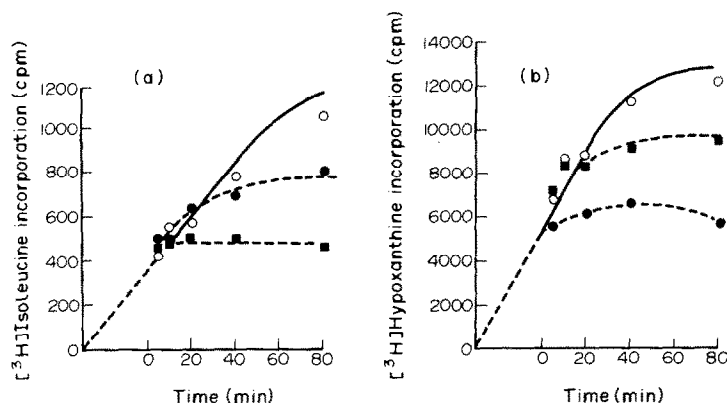 (a)
[³H]Isoleucine incorporation (cpm)
1200
1000
800
600
400
200
0
0 20 40 60 80
Time (min)
(b)
[³H]Hypoxanthine incorporation (cpm)
14000
12000
10000
8000
6000
4000
2000
0
0 20 40 60 80
Time (min)